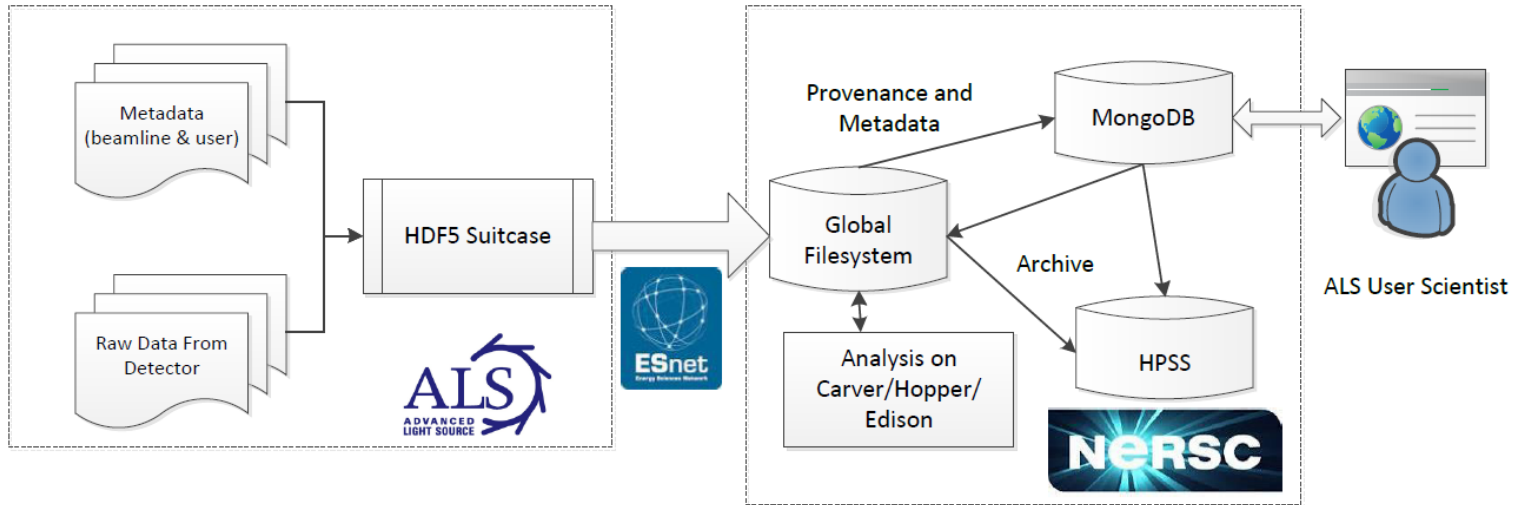 Metadata
(beamline & user)
Raw Data From
Detector
HDF5 Suitcase
ALS
ADVANCED
LIGHT SOURCE
ESnet
Energy Sciences Network
Provenance and
Metadata
MongoDB
Global
Filesystem
Archive
Analysis on
Carver/Hopper/
Edison
HPSS
NeRSC
ALS User Scientist